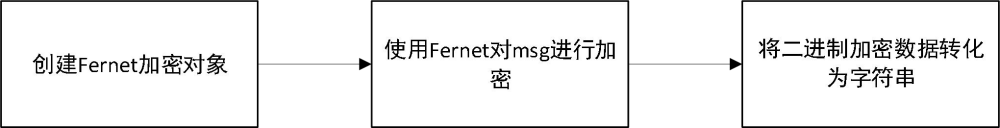 创建Fernet加密对象
使用Fernet对msg进行加
密
将二进制加密数据转化
为字符串